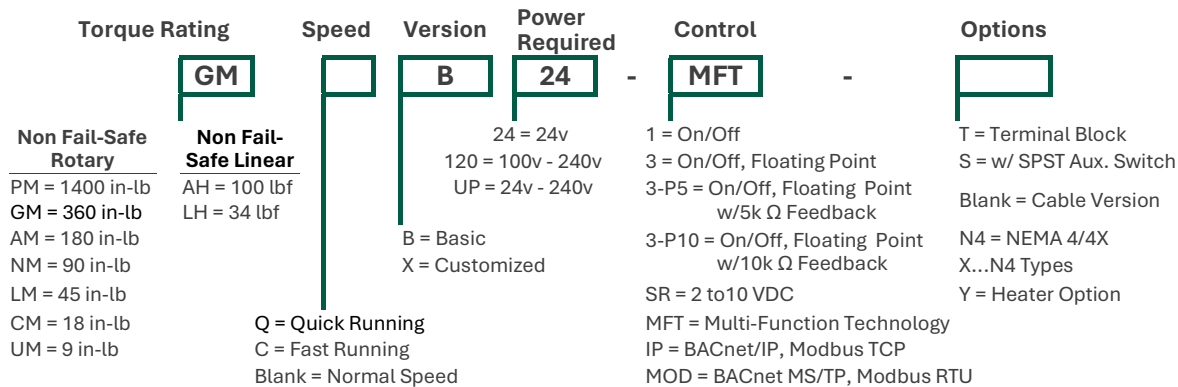 Torque Rating Speed Version Power Required Control Options
GM B 24 - MFT -
Non Fail-Safe
Rotary
PM = 1400 in-lb
GM = 360 in-lb
AM = 180 in-lb
NM = 90 in-lb
LM = 45 in-lb
CM = 18 in-lb
UM = 9 in-lb
Non Fail-
Safe Linear
AH = 100 lbf
LH = 34 lbf
Q = Quick Running
C = Fast Running
Blank = Normal Speed
B = Basic
X = Customized
24 = 24v
120 = 100v - 240v
UP = 24v - 240v
1 = On/Off
3 = On/Off, Floating Point
3-P5 = On/Off, Floating Point
w/5k Ω Feedback
3-P10 = On/Off, Floating Point
w/10k Ω Feedback
SR = 2 to10 VDC
MFT = Multi-Function Technology
IP = BACnet/IP, Modbus TCP
MOD = BACnet MS/TP, Modbus RTU
T = Terminal Block
S = w/ SPST Aux. Switch
Blank = Cable Version
N4 = NEMA 4/4X
X...N4 Types
Y = Heater Option